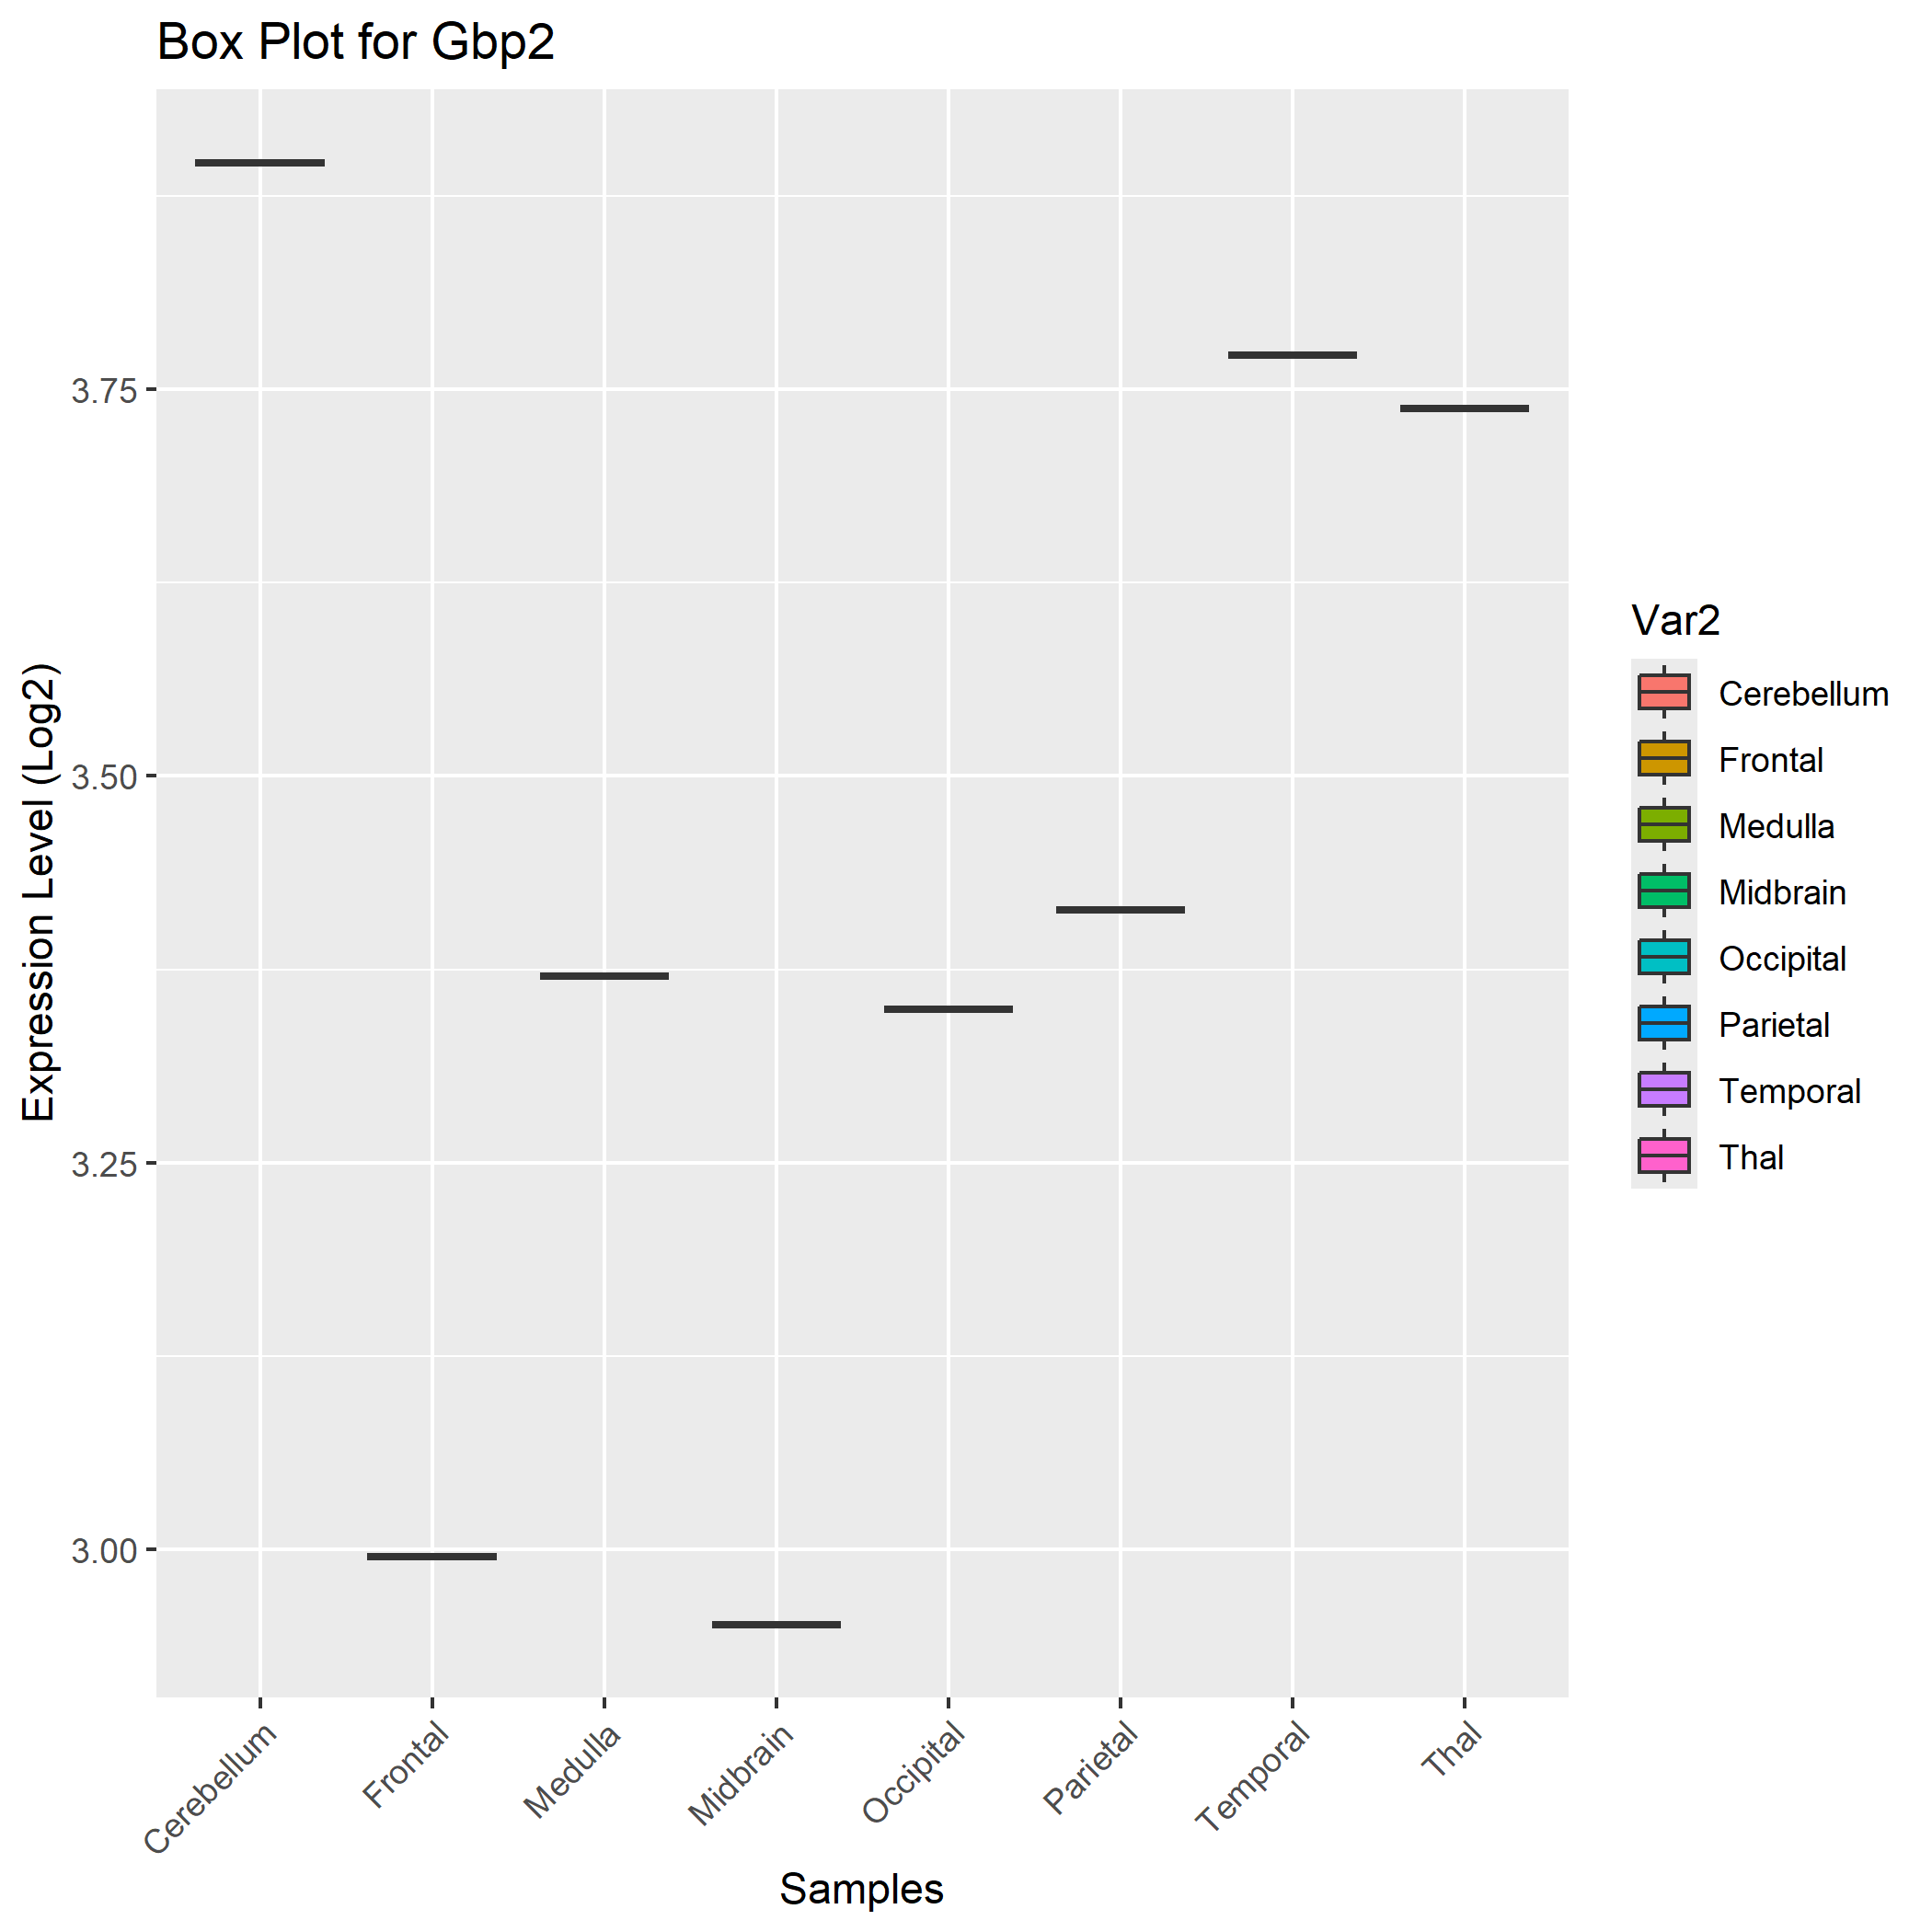 Box Plot for Gbp2
Expression Level (Log2)
3.75
3.50
3.25
3.00
Cerebellum
Frontal
Medulla
Midbrain
Occipital
Parietal
Temporal
Thal
Samples
Var2
Cerebellum
Frontal
Medulla
Midbrain
Occipital
Parietal
Temporal
Thal